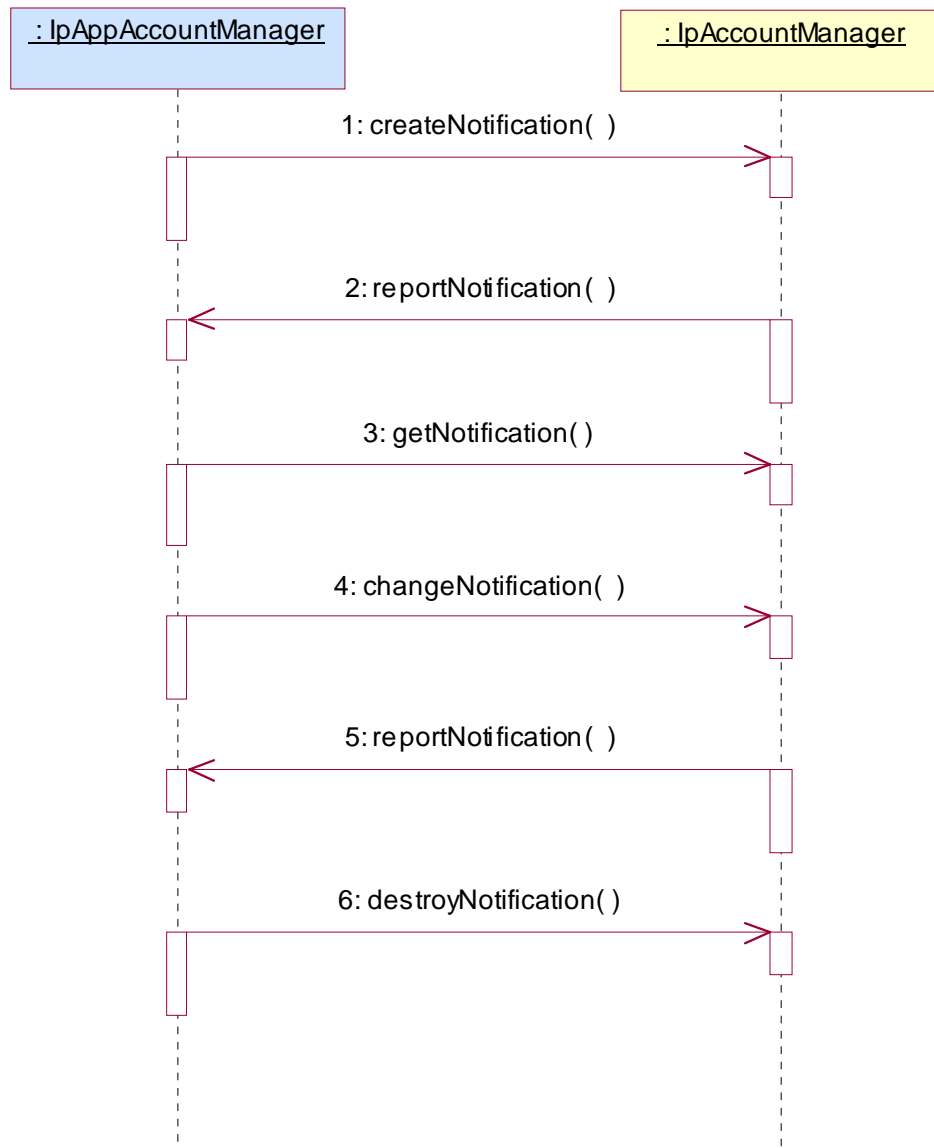 : IpAppAccountManager
: IpAccountManager
1: createNotification( )
2: reportNotification( )
3: getNotification( )
4: changeNotification( )
5: reportNotification( )
6: destroyNotification( )